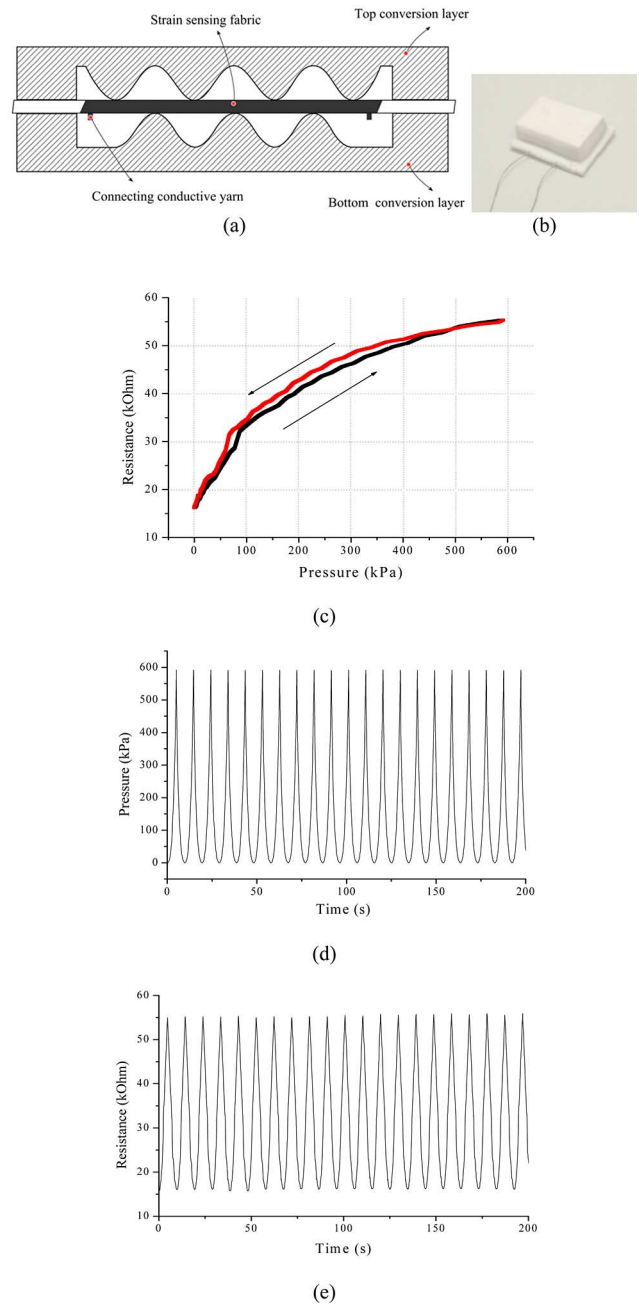 Strain sensing fabric
Top conversion layer
Connecting conductive yarn
Bottom conversion layer
(a)
(b)
60
50
40
30
20
10
Resistance (kOhm)
0
100
200
300
400
500
600
Pressure (kPa)
(c)
600
500
400
300
200
100
0
Pressure (kPa)
0
50
100
150
200
Time (s)
(d)
60
50
40
30
20
10
Resistance (kOhm)
0
50
100
150
200
Time (s)
(e)